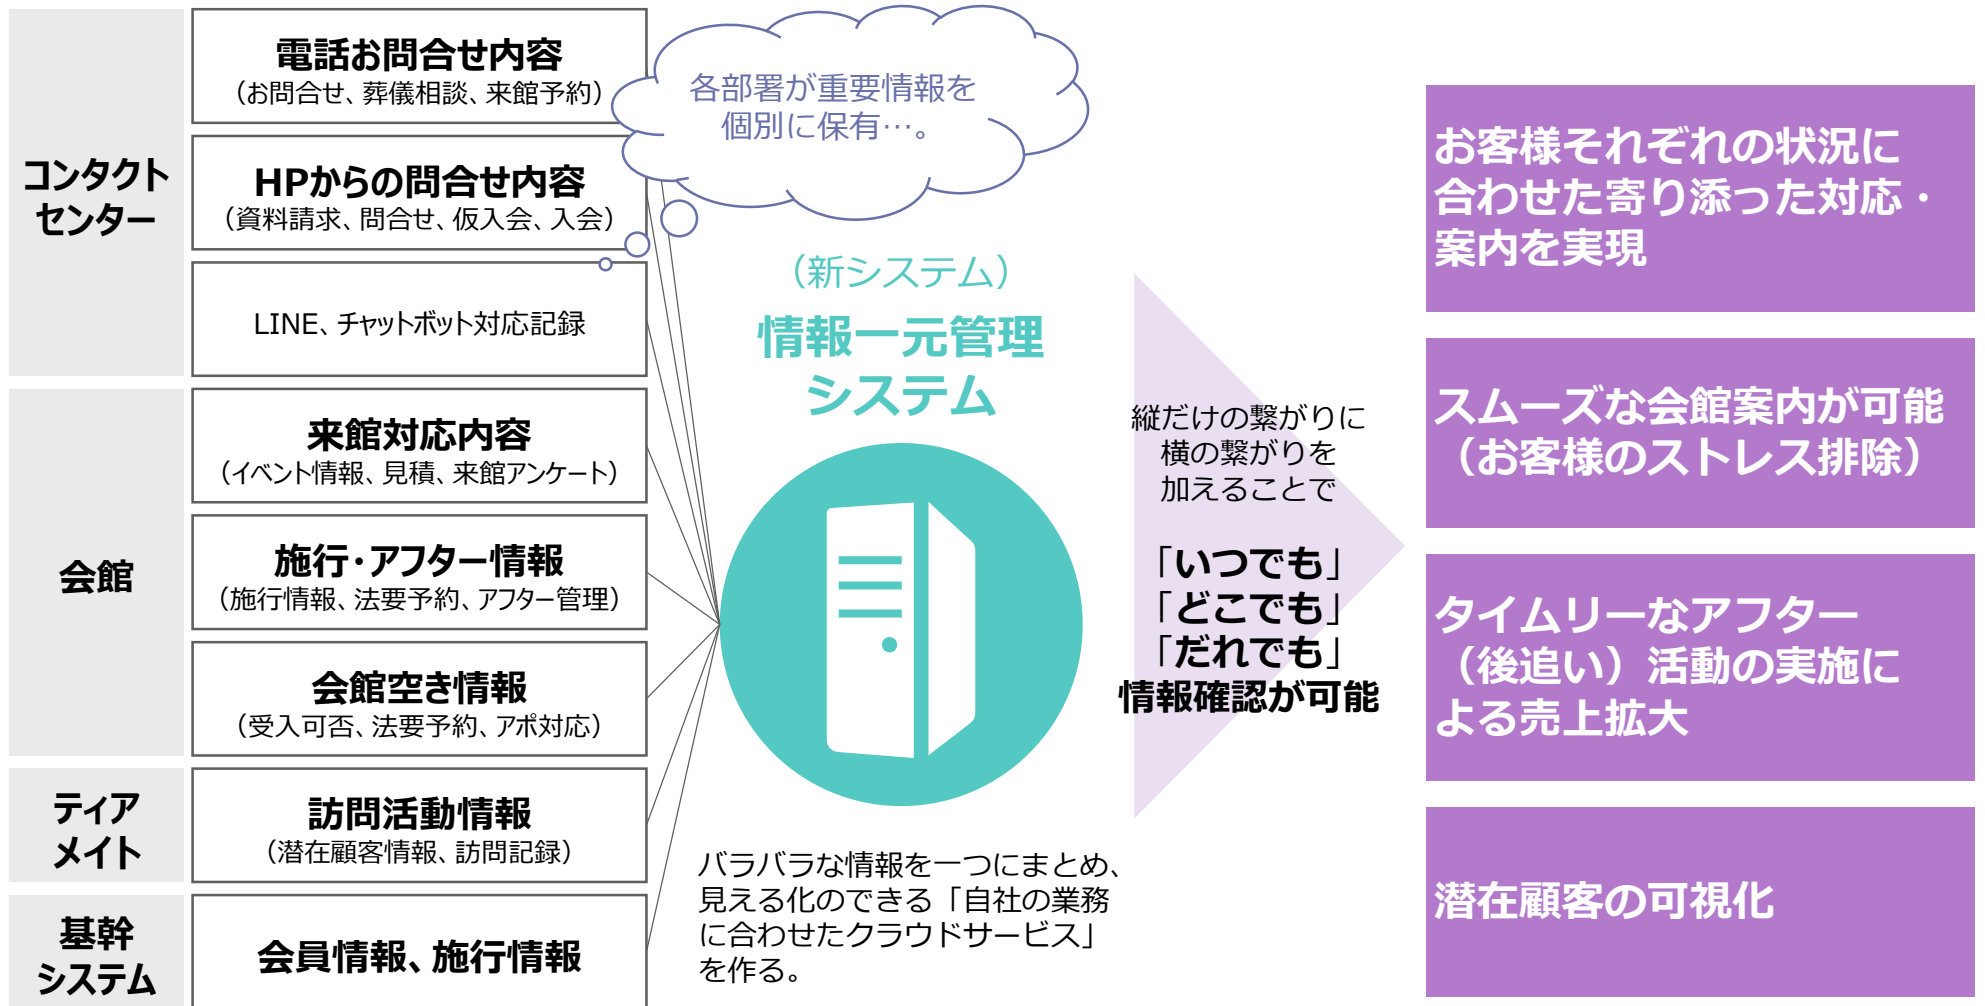 コンタクト
センター
電話お問合せ内容
（お問合せ、葬儀相談、来館予約）
HPからの問合せ内容
（資料請求、問合せ、仮入会、入会）
LINE、チャットボット対応記録
会館
来館対応内容
（イベント情報、見積、来館アンケート）
施行・アフター情報
（施行情報、法要予約、アフター管理）
会館空き情報
（受入可否、法要予約、アポ対応）
ティア
メイト
訪問活動情報
（潜在顧客情報、訪問記録）
基幹
システム
会員情報、施行情報
各部署が重要情報を
個別に保有…。
（新システム）
情報一元管理
システム
バラバラな情報を一つにまとめ、
見える化のできる「自社の業務
に合わせたクラウドサービス」
を作る。
縦だけの繋がりに
横の繋がりを
加えることで
「いつでも」
「どこでも」
「だれでも」
情報確認が可能
お客様それぞれの状況に
合わせた寄り添った対応・
案内を実現
スムーズな会館案内が可能
（お客様のストレス排除）
タイムリーなアフター
（後追い）活動の実施に
よる売上拡大
潜在顧客の可視化